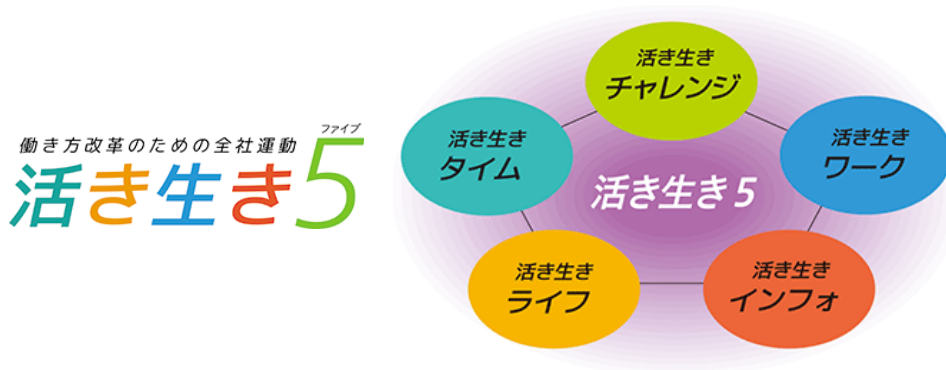 働き方改革のための全社運動
ファイブ
活き生き5
活き生き
チャレンジ
活き生き
タイム
活き生き
ワーク
活き生き5
活き生き
ライフ
活き生き
インフォ